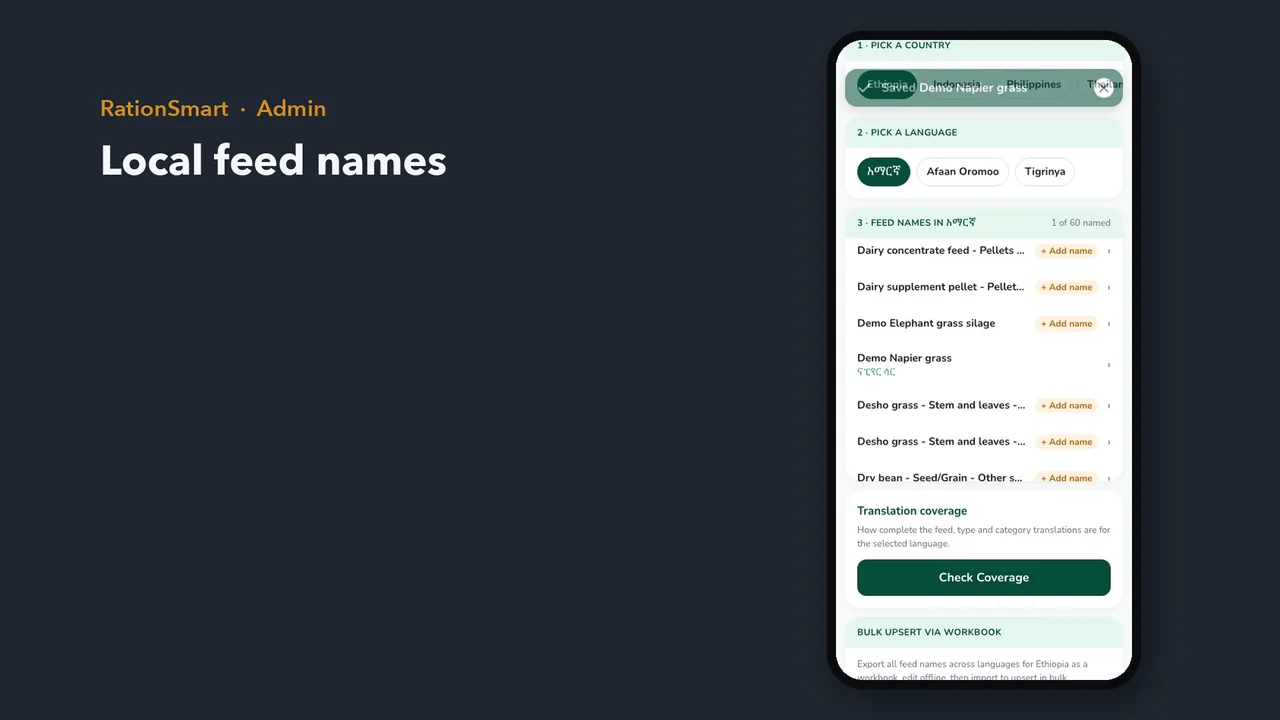 RationSmart · Admin
Local feed names
1 · PICK A COUNTRY
Ethiopia Indonesia Philippines Thailan
Saved Demo Napier grass
2 · PICK A LANGUAGE
አማርኛ Afaan Oromoo Tigrinya
3 · FEED NAMES IN አማርኛ 1 of 60 named
Dairy concentrate feed - Pellets ... + Add name ›
Dairy supplement pellet - Pellet... + Add name ›
Demo Elephant grass silage + Add name ›
Demo Napier grass ›
ናፒየር ሳር
Desho grass - Stem and leaves -... + Add name ›
Desho grass - Stem and leaves -... + Add name ›
Dry bean - Seed/Grain - Other s... + Add name ›
Translation coverage
How complete the feed, type and category translations are for
the selected language.
Check Coverage
BULK UPSERT VIA WORKBOOK
Export all feed names across languages for Ethiopia as a
workbook, edit offline, then import to upsert in bulk.